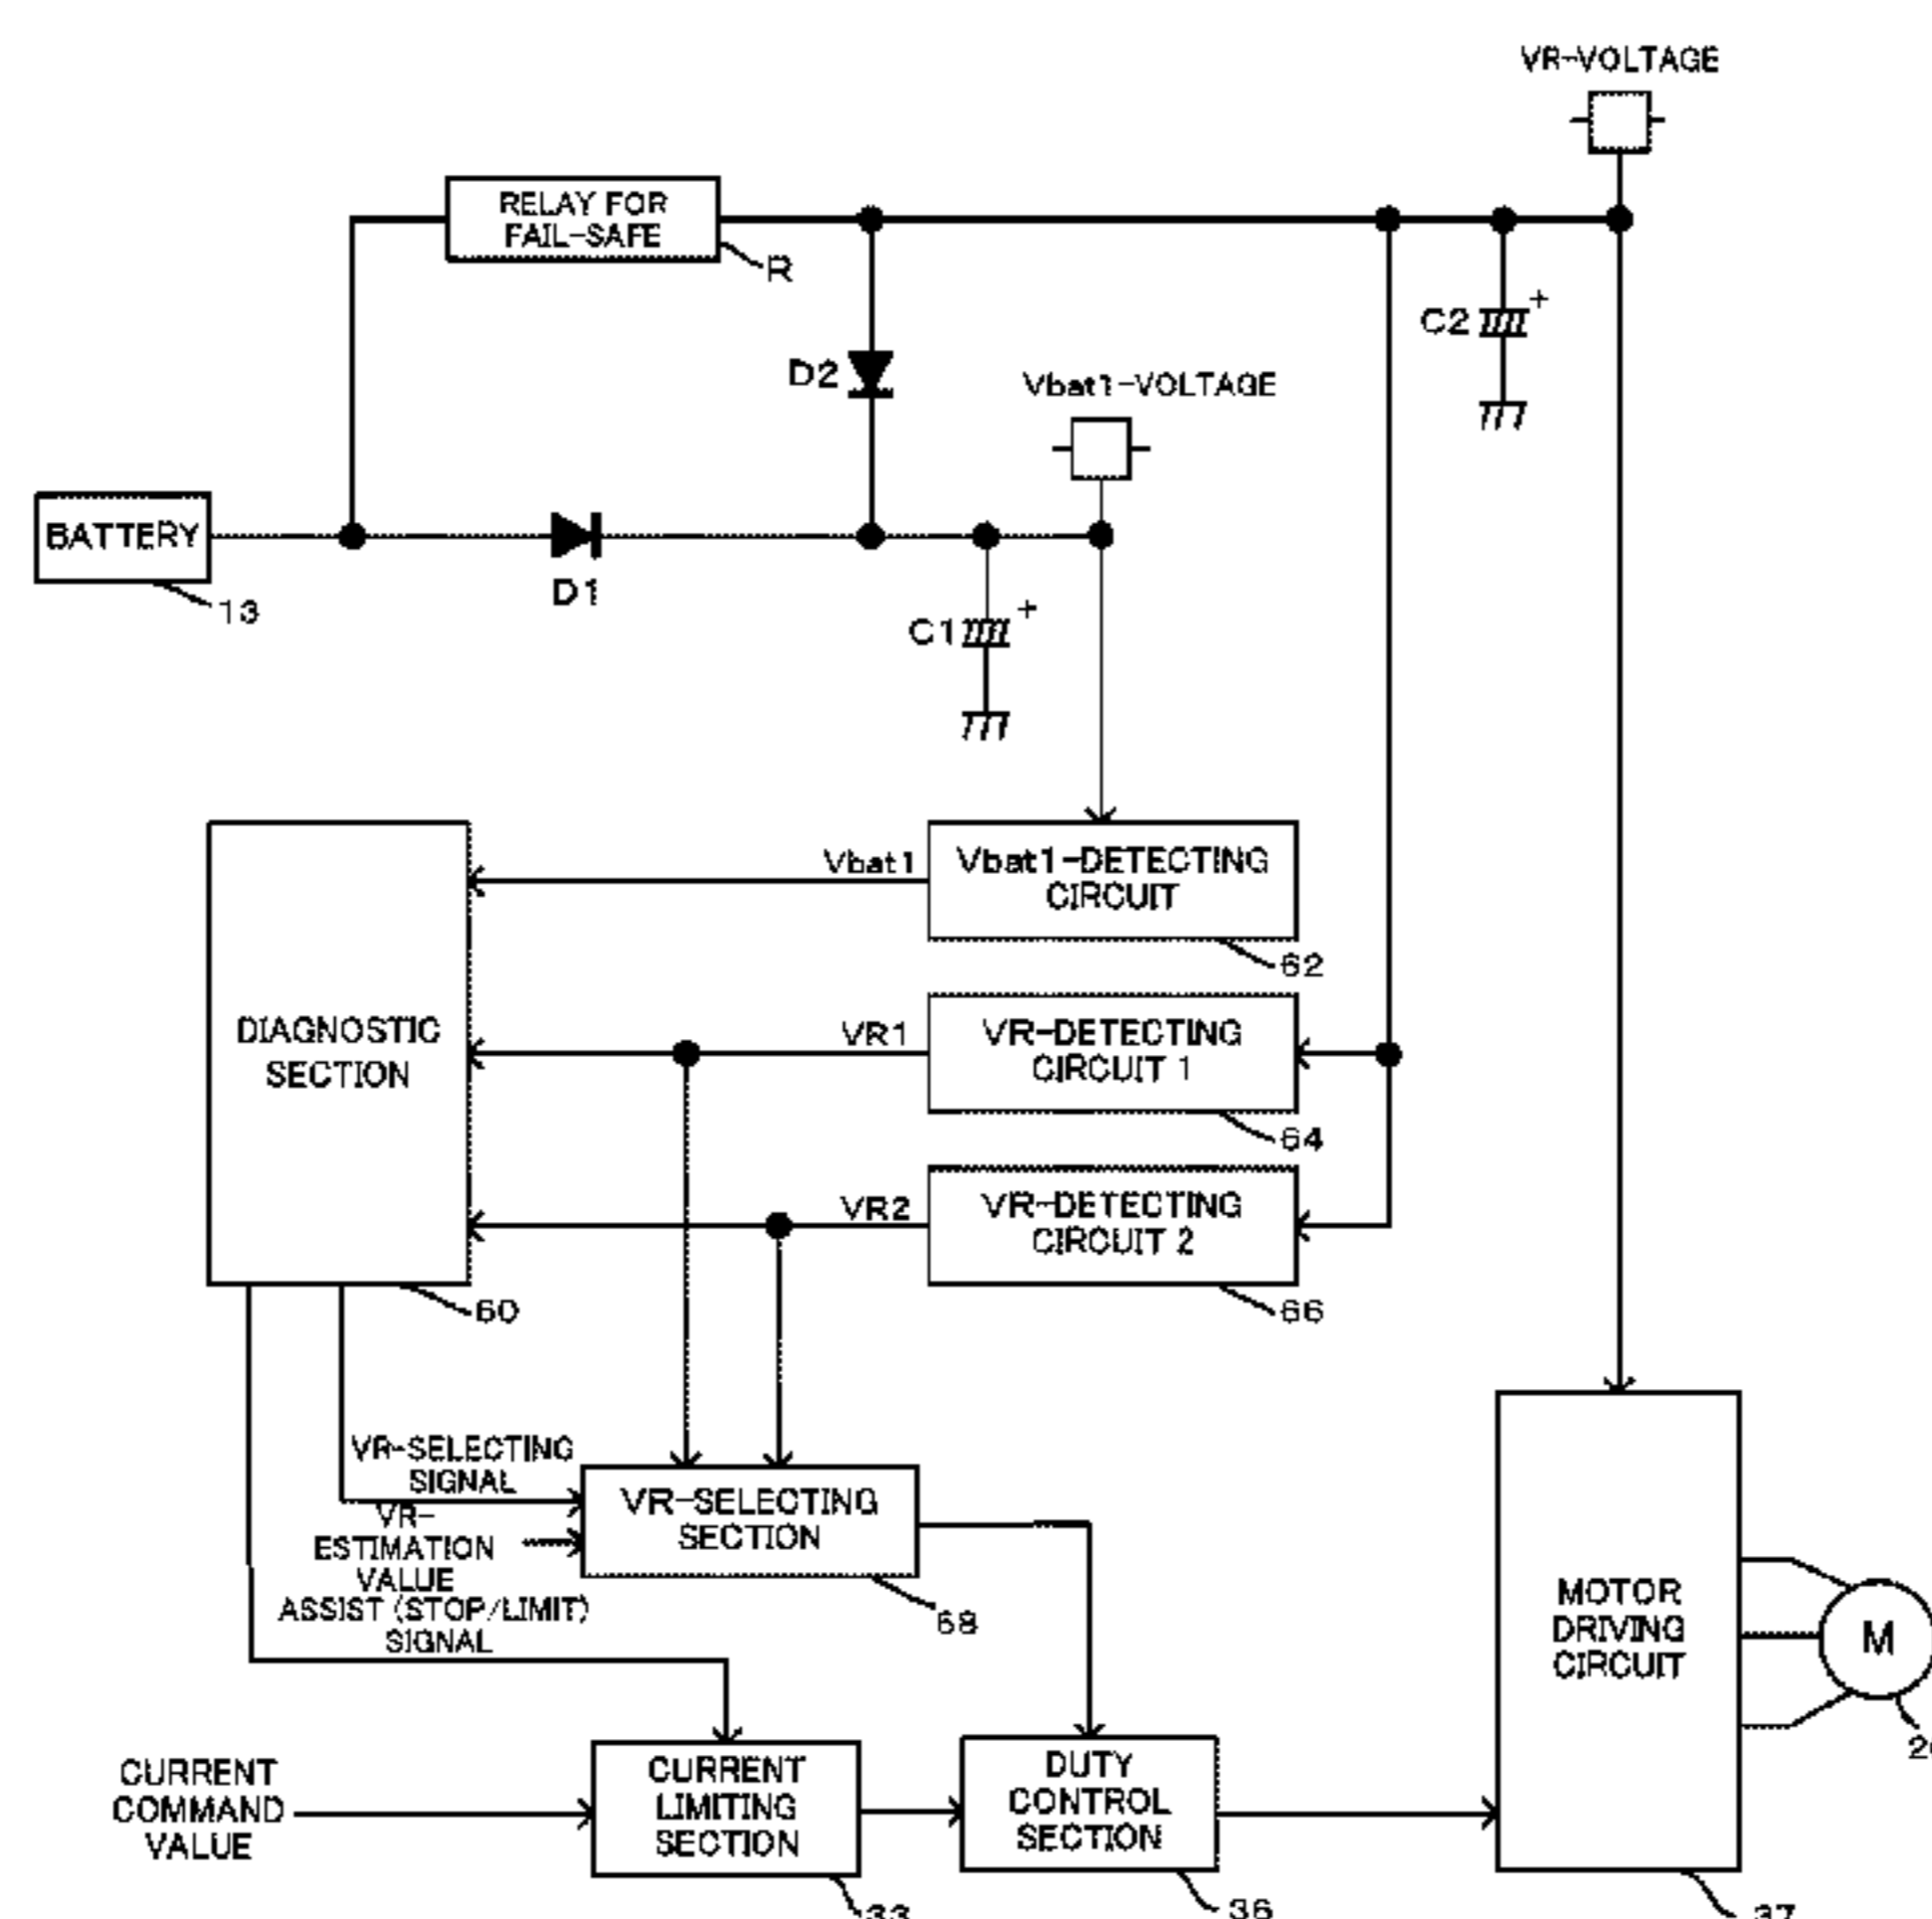 VR-VOLTAGE
RELAY FOR
FAIL-SAFE
R
C2
+
D2
Vbat1-VOLTAGE
BATTERY
13
D1
C1
+
Vbat1
Vbat1-DETECTING
CIRCUIT
62
DIAGNOSTIC
SECTION
VR1
VR-DETECTING
CIRCUIT 1
64
VR2
VR-DETECTING
CIRCUIT 2
66
60
VR-SELECTING
SIGNAL
VR-
ESTIMATION
VALUE
VR-SELECTING
SECTION
68
ASSIST (STOP/LIMIT)
SIGNAL
MOTOR
DRIVING
CIRCUIT
M
CURRENT
COMMAND
VALUE
CURRENT
LIMITING
SECTION
33
DUTY
CONTROL
SECTION
36
37